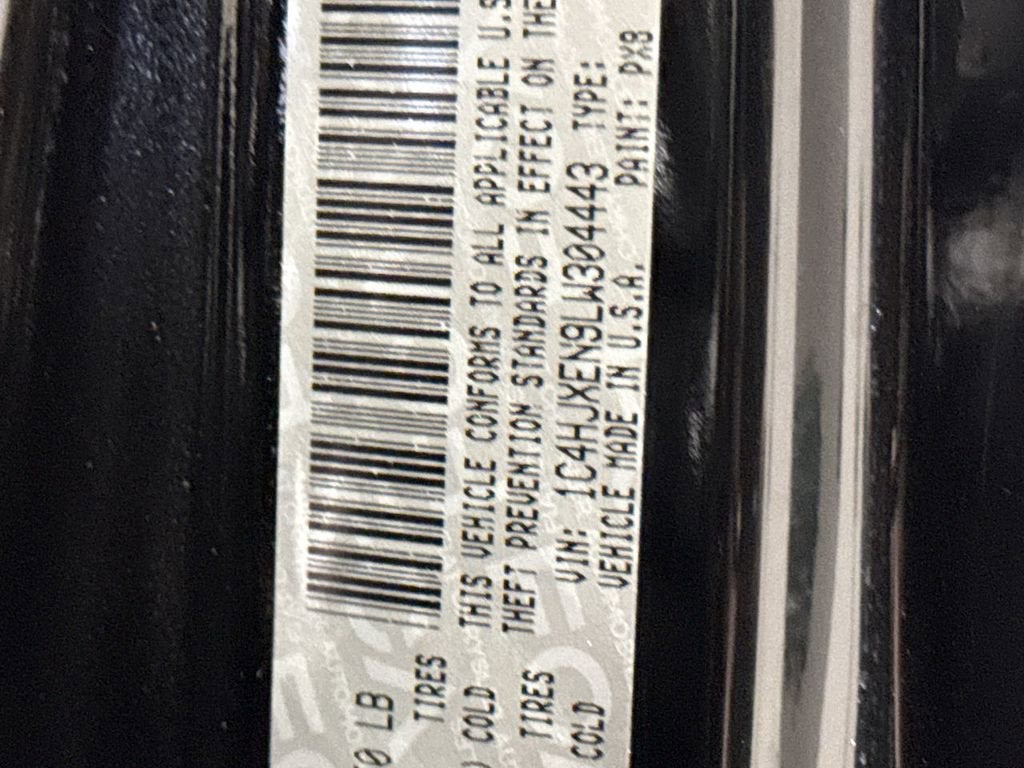 0 LB
TIRES
COLD
THIS VEHICLE CONFORMS TO ALL APPLICABLE U.S
THEFT PREVENTION STANDARDS IN EFFECT ON THE
TIRES
VIN: 1C4HJXEN9LW304443 TYPE:
COLD
VEHICLE MADE IN U.S.A. PAINT: PX8